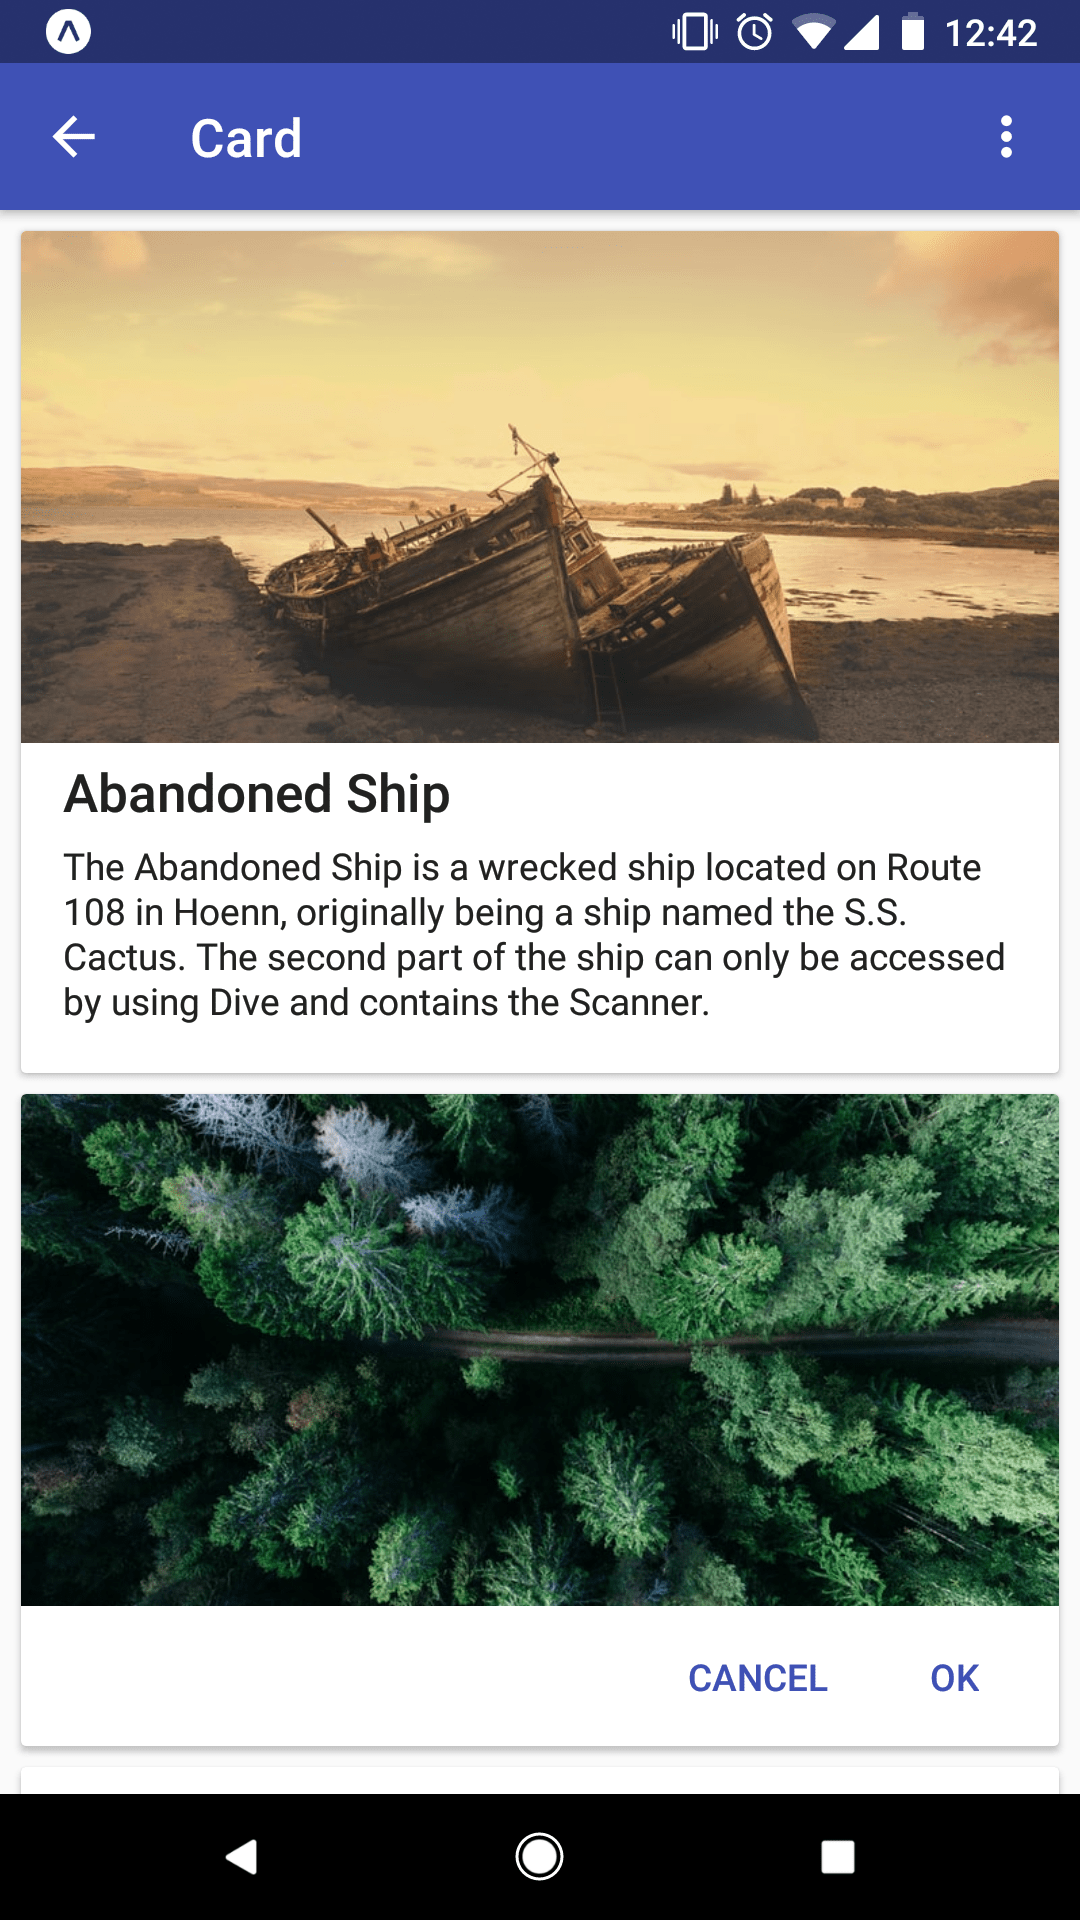 12:42
Card
Abandoned Ship
The Abandoned Ship is a wrecked ship located on Route
108 in Hoenn, originally being a ship named the S.S.
Cactus. The second part of the ship can only be accessed
by using Dive and contains the Scanner.
CANCEL OK